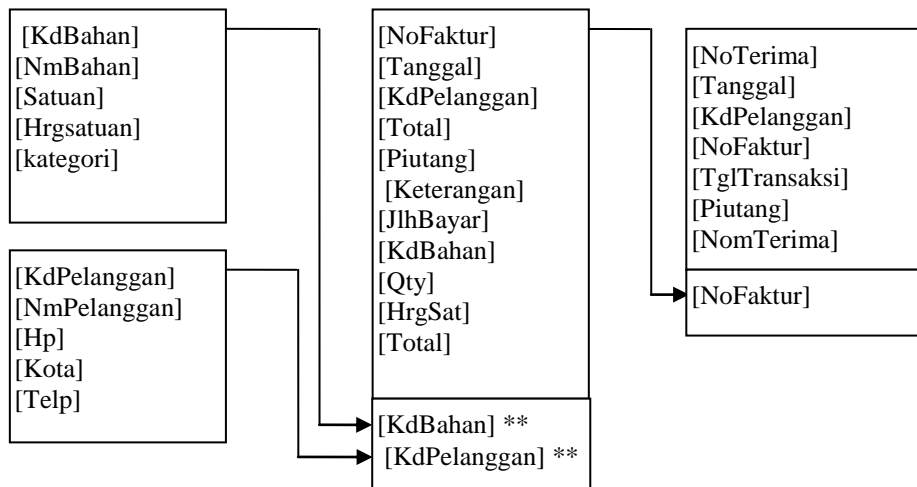 [KdBahan]
[NmBahan]
[Satuan]
[Hrgsatuan]
[kategori]
[KdPelanggan]
[NmPelanggan]
[Hp]
[Kota]
[Telp]
[NoFaktur]
[Tanggal]
[KdPelanggan]
[Total]
[Piutang]
[Keterangan]
[JlhBayar]
[KdBahan]
[Qty]
[HrgSat]
[Total]
[KdBahan] **
[KdPelanggan] **
[NoTerima]
[Tanggal]
[KdPelanggan]
[NoFaktur]
[TglTransaksi]
[Piutang]
[NomTerima]
[NoFaktur]